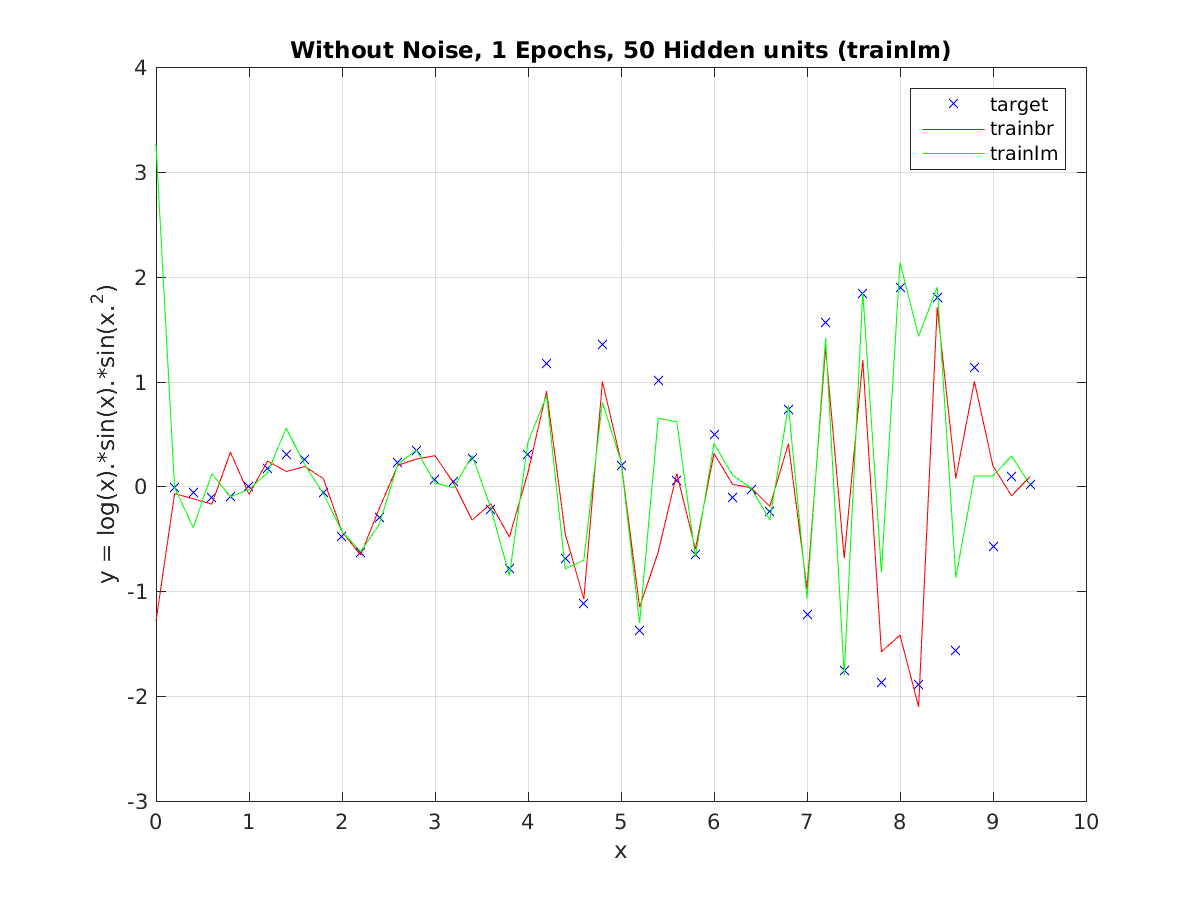 Without Noise, 1 Epochs, 50 Hidden units (trainlm)
4
3
2
1
0
-1
-2
-3
y = log(x).*sin(x).*sin(x.²)
target
trainbr
trainlm
0 1 2 3 4 5 6 7 8 9 10
x